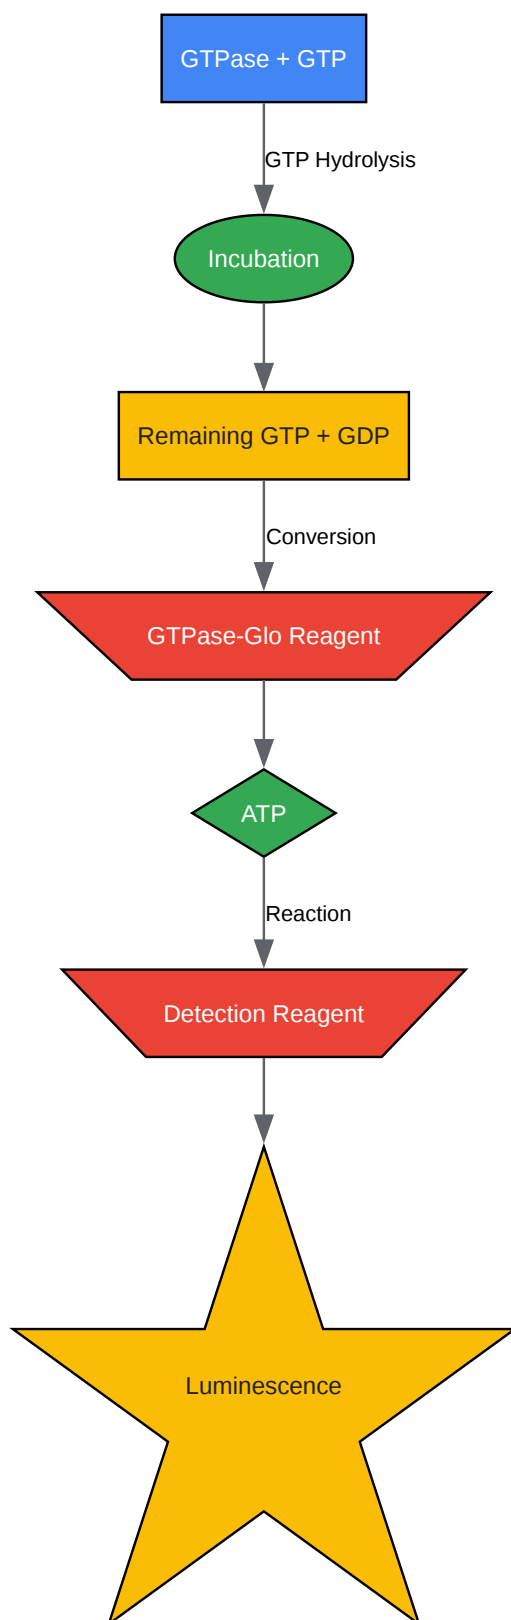 GTPase + GTP
GTP Hydrolysis
Incubation
Remaining GTP + GDP
Conversion
GTPase-Glo Reagent
ATP
Reaction
Detection Reagent
Luminescence